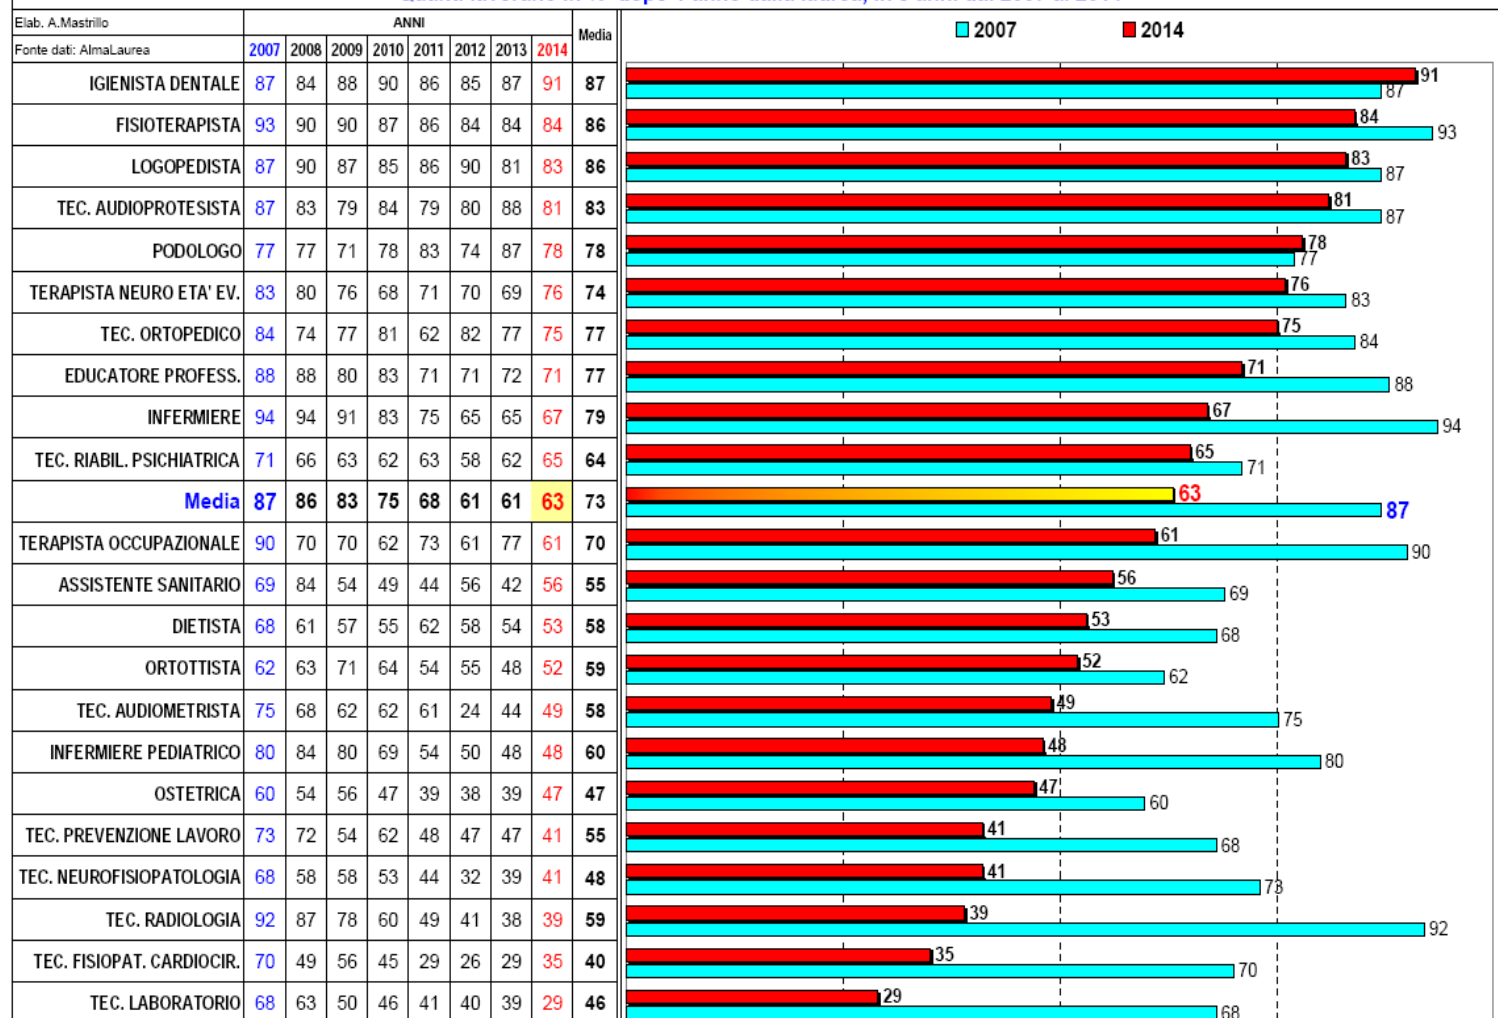 Elab. A.Mastrillo ANNI Media
Fonte dati: AlmaLaurea 2007 2008 2009 2010 2011 2012 2013 2014
2007 2014
IGIENISTA DENTALE 87 84 88 90 86 85 87 91 87 91 87
FISIOTERAPISTA 93 90 90 87 86 84 84 84 86 84 93
LOGOPEDISTA 87 90 87 85 86 90 81 83 86 83 87
TEC. AUDIOPROTESISTA 87 83 79 84 79 80 88 81 83 81 87
PODOLOGO 77 77 71 78 83 74 87 78 78 78 77
TERAPISTA NEURO ETA' EV. 83 80 76 68 71 70 69 76 74 76 83
TEC. ORTOPEDICO 84 74 77 81 62 82 77 75 77 75 84
EDUCATORE PROFESS. 88 88 80 83 71 71 72 71 77 71 88
INFERMIERE 94 94 91 83 75 65 65 67 79 67 94
TEC. RIABIL. PSICHIATRICA 71 66 63 62 63 58 62 65 64 65 71
Media 87 86 83 75 68 61 61 63 73 63 87
TERAPISTA OCCUPAZIONALE 90 70 70 62 73 61 77 61 70 61 90
ASSISTENTE SANITARIO 69 84 54 49 44 56 42 56 55 56 69
DIETISTA 68 61 57 55 62 58 54 53 58 53 68
ORTOTTISTA 62 63 71 64 54 55 48 52 59 52 62
TEC. AUDIOMETRISTA 75 68 62 62 61 24 44 49 58 49 75
INFERMIERE PEDIATRICO 80 84 80 69 54 50 48 48 60 48 80
OSTETRICA 60 54 56 47 39 38 39 47 47 47 60
TEC. PREVENZIONE LAVORO 73 72 54 62 48 47 47 41 55 41 68
TEC. NEUROFISIOPATOLOGIA 68 58 58 53 44 32 39 41 48 41 73
TEC. RADIOLOGIA 92 87 78 60 49 41 38 39 59 39 92
TEC. FISIOPAT. CARDIOCIR. 70 49 56 45 29 26 29 35 40 35 70
TEC. LABORATORIO 68 63 50 46 41 40 39 29 46 29 68